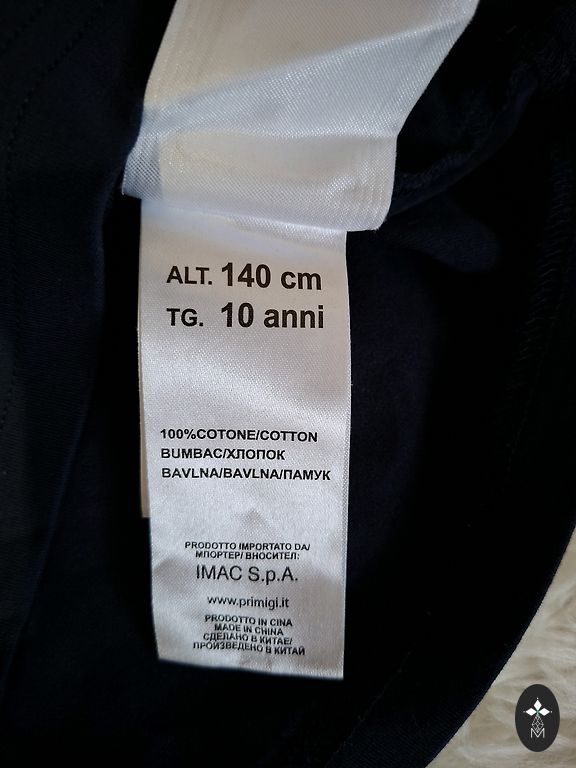 ALT. 140 cm
TG. 10 anni
100%COTONE/COTTON
BUMBAC/ХЛОПОК
BAVLNA/BAVLNA/ПАМУК
PRODOTTO IMPORTATO DA/
МПОРТЕР/ ВНОСИТЕЛ:
IMAC S.p.A.
www.primigi.it
PRODOTTO IN CINA
MADE IN CHINA
СДЕЛАНО В КИТАЕ/
ПРОИЗВЕДЕНО В КИТАЙ
M